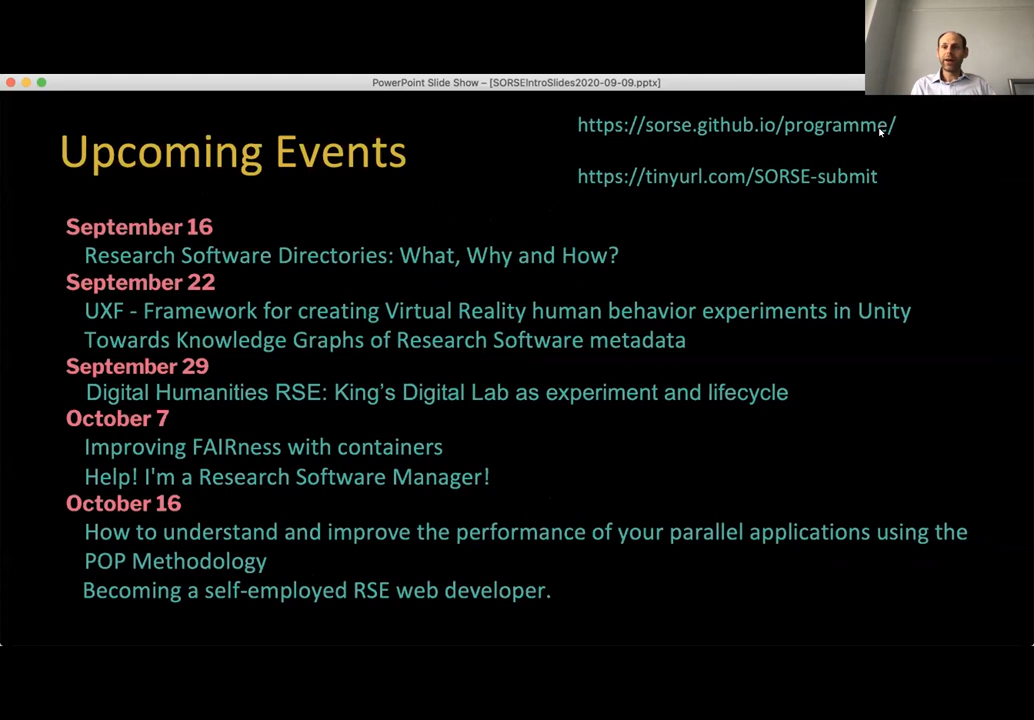 PowerPoint Slide Show – [SORSEIntroSlides2020-09-09.pptx]
https://sorse.github.io/programme/
Upcoming Events
https://tinyurl.com/SORSE-submit
September 16
Research Software Directories: What, Why and How?
September 22
UXF - Framework for creating Virtual Reality human behavior experiments in Unity
Towards Knowledge Graphs of Research Software metadata
September 29
Digital Humanities RSE: King’s Digital Lab as experiment and lifecycle
October 7
Improving FAIRness with containers
Help! I'm a Research Software Manager!
October 16
How to understand and improve the performance of your parallel applications using the
POP Methodology
Becoming a self-employed RSE web developer.